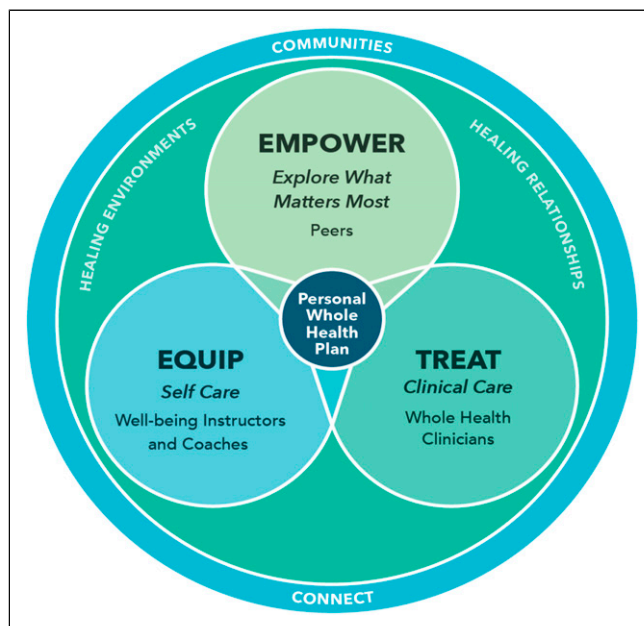 COMMUNITIES
HEALING ENVIRONMENTS
HEALING RELATIONSHIPS
EMPOWER
Explore What
Matters Most
Peers
Personal
Whole
Health
Plan
EQUIP
Self Care
Well-being Instructors
and Coaches
TREAT
Clinical Care
Whole Health
Clinicians
CONNECT